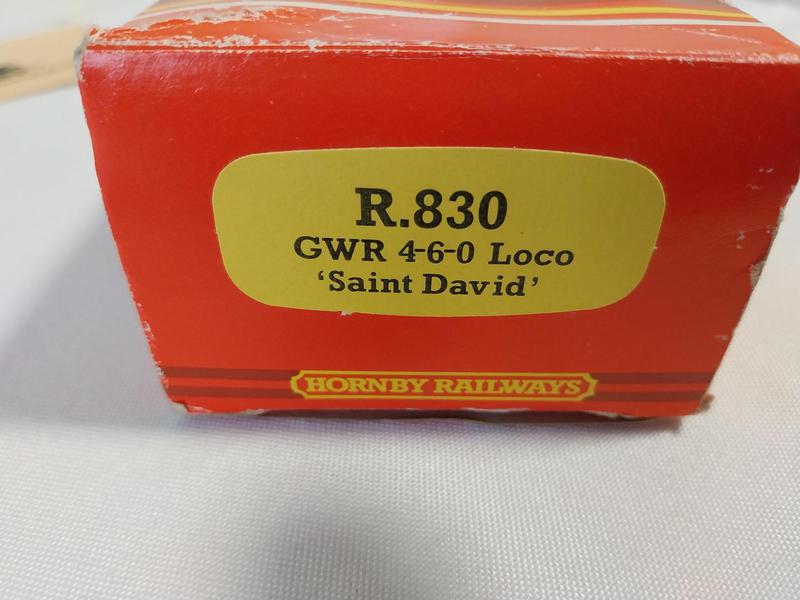 R.830
GWR 4-6-0 Loco
‘Saint David’
HORNBY RAILWAYS